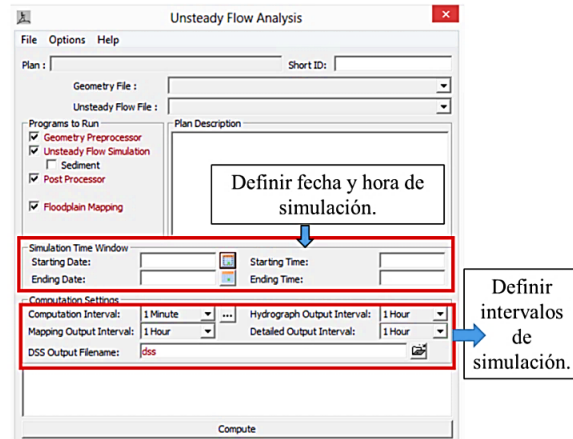 Unsteady Flow Analysis
File Options Help
Plan : Short ID:
Geometry File :
Unsteady Flow File :
Programs to Run
Geometry Preprocessor
Unsteady Flow Simulation
Sediment
Post Processor
Floodplain Mapping
Plan Description
Definir fecha y hora de
simulación.
Simulation Time Window
Starting Date: Starting Time:
Ending Date: Ending Time:
Computation Settings
Computation Interval: 1 Minute ... Hydrograph Output Interval: 1 Hour
Mapping Output Interval: 1 Hour Detailed Output Interval: 1 Hour
DSS Output Filename: dss
Definir
intervalos
de
simulación.
Compute